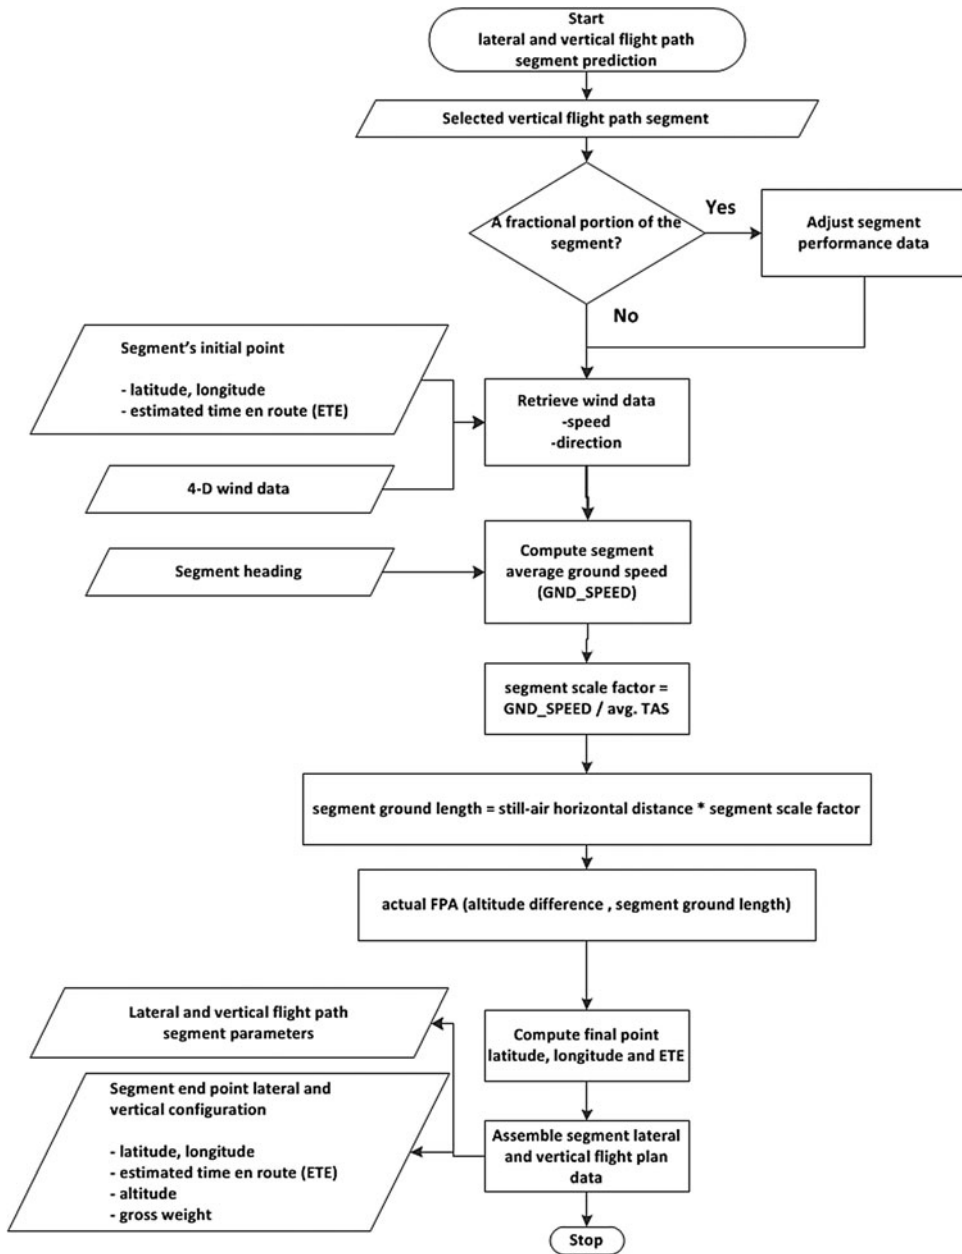 Start
lateral and vertical flight path
segment prediction
Selected vertical flight path segment
A fractional portion of the
segment?
Yes
Adjust segment
performance data
No
Segment's initial point
- latitude, longitude
- estimated time en route (ETE)
Retrieve wind data
-speed
-direction
4-D wind data
Segment heading
Compute segment
average ground speed
(GND_SPEED)
segment scale factor =
GND_SPEED / avg. TAS
segment ground length = still-air horizontal distance * segment scale factor
actual FPA (altitude difference , segment ground length)
Lateral and vertical flight path
segment parameters
Compute final point
latitude, longitude and ETE
Segment end point lateral and
vertical configuration
- latitude, longitude
- estimated time en route (ETE)
- altitude
- gross weight
Assemble segment lateral
and vertical flight plan
data
Stop